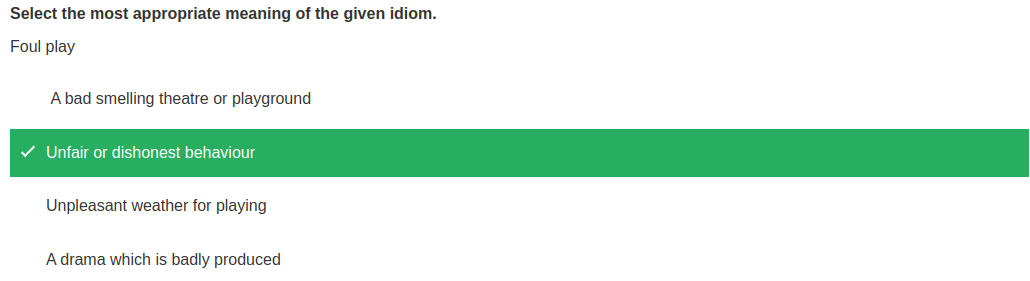 Select the most appropriate meaning of the given idiom.
Foul play
A bad smelling theatre or playground
Unfair or dishonest behaviour
Unpleasant weather for playing
A drama which is badly produced